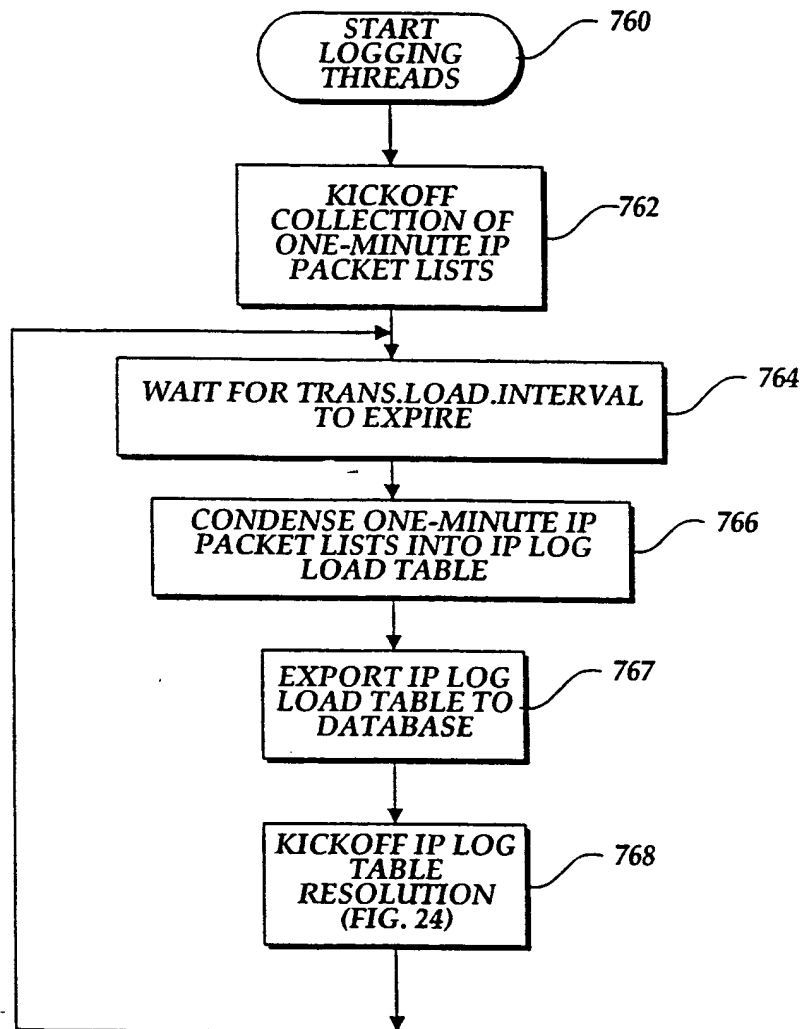 START
LOGGING
THREADS
760
KICKOFF
COLLECTION OF
ONE-MINUTE IP
PACKET LISTS
762
WAIT FOR TRANS.LOAD.INTERVAL
TO EXPIRE
764
CONDENSE ONE-MINUTE IP
PACKET LISTS INTO IP LOG
LOAD TABLE
766
EXPORT IP LOG
LOAD TABLE TO
DATABASE
767
KICKOFF IP LOG
TABLE
RESOLUTION
(FIG. 24)
768